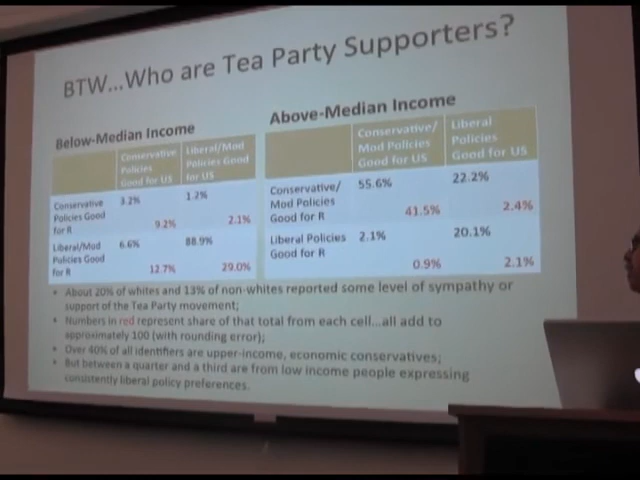 BTW...Who are Tea Party Supporters?
Below-Median Income
Conservative Policies Good for US
Liberal/Mod Policies Good for US
Conservative Policies Good for R
3.2%
9.2%
1.2%
2.1%
Liberal/Mod Policies Good for R
6.6%
12.7%
88.9%
29.0%
Above-Median Income
Conservative/ Mod Policies Good for US
Liberal Policies Good for US
Conservative/ Mod Policies Good for R
55.6%
41.5%
22.2%
2.4%
Liberal Policies Good for R
2.1%
0.9%
20.1%
2.1%
• About 20% of whites and 13% of non-whites reported some level of sympathy or
support of the Tea Party movement;
• Numbers in red represent share of that total from each cell...all add to
approximately 100 (with rounding error);
• Over 40% of all identifiers are upper-income, economic conservatives;
• But between a quarter and a third are from low income people expressing
consistently liberal policy preferences.